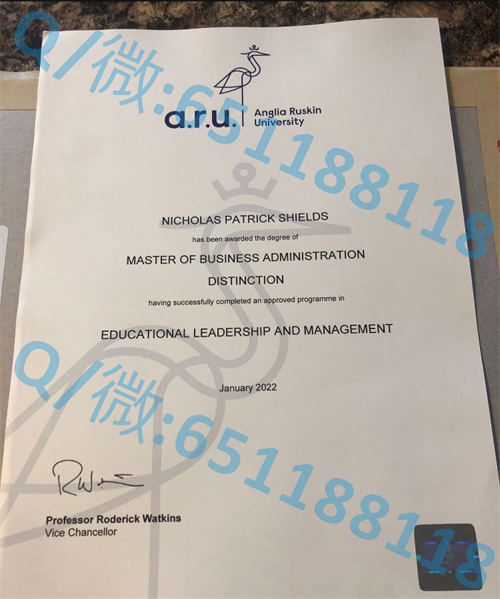 Q/微:651188118
a.r.u.
Anglia Ruskin
University
NICHOLAS PATRICK SHIELDS
has been awarded the degree of
MASTER OF BUSINESS ADMINISTRATION
DISTINCTION
having successfully completed an approved programme in
EDUCATIONAL LEADERSHIP AND MANAGEMENT
Q/微:651188118
January 2022
Professor Roderick Watkins
Vice Chancellor